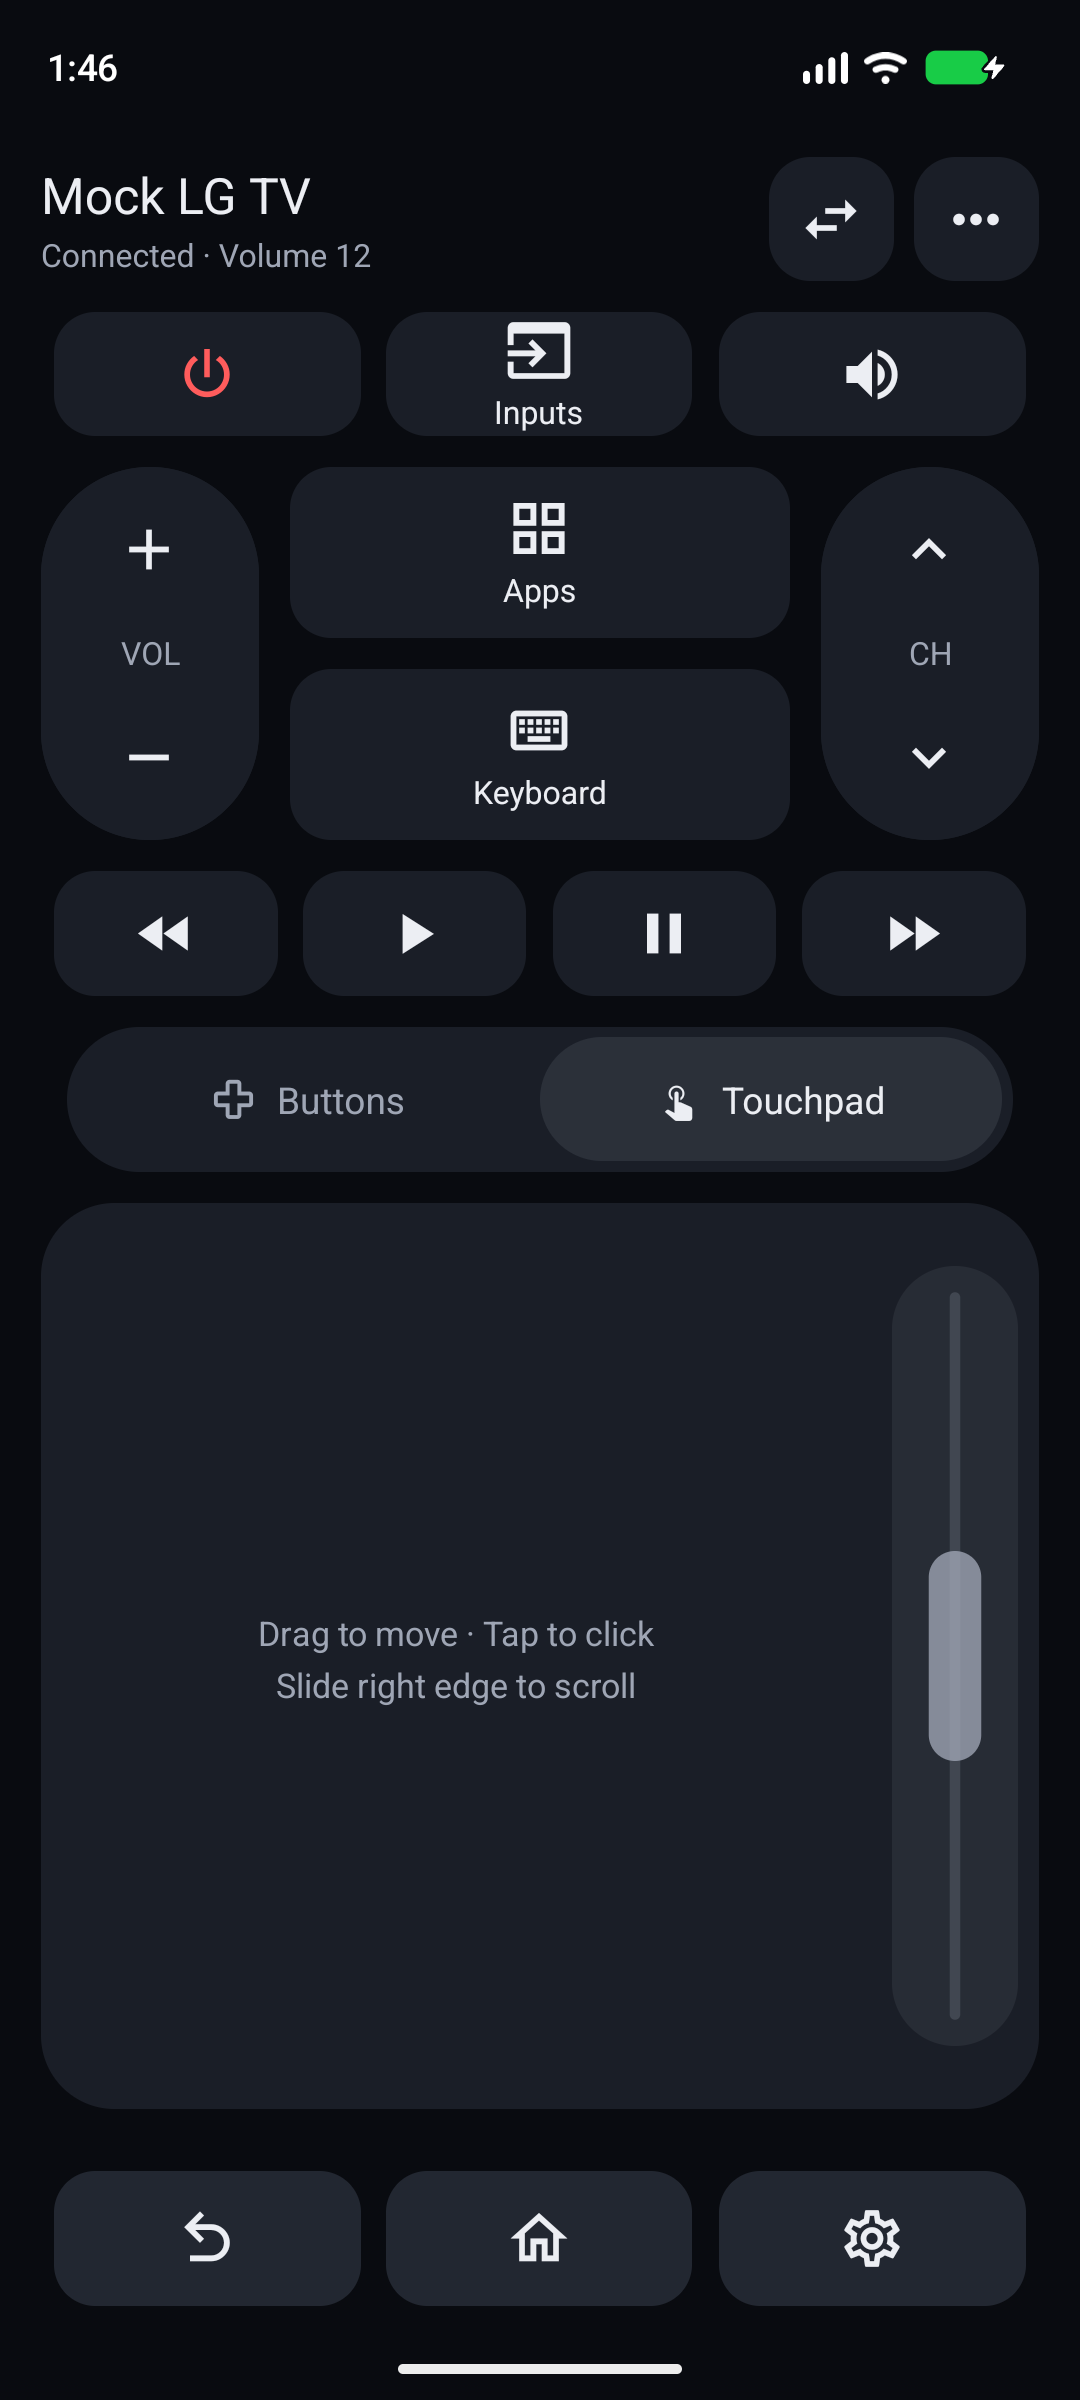 1:46
Mock LG TV
Connected · Volume 12
Inputs
Apps
VOL
CH
Keyboard
Buttons
Touchpad
Drag to move · Tap to click
Slide right edge to scroll